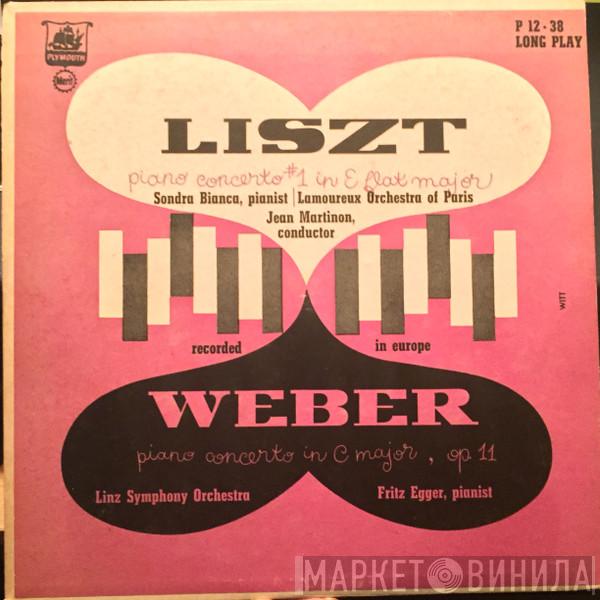 PLYMOUTH
Merit
P 12-38
LONG PLAY
LISZT
piano concerto #1 in E flat major
Sondra Bianca, pianist | Lamoureux Orchestra of Paris
Jean Martinon,
conductor
WITT
recorded in europe
WEBER
piano concerto in C major, op 11
Linz Symphony Orchestra
Fritz Egger, pianist
МАРКЕТ ВИНИЛА